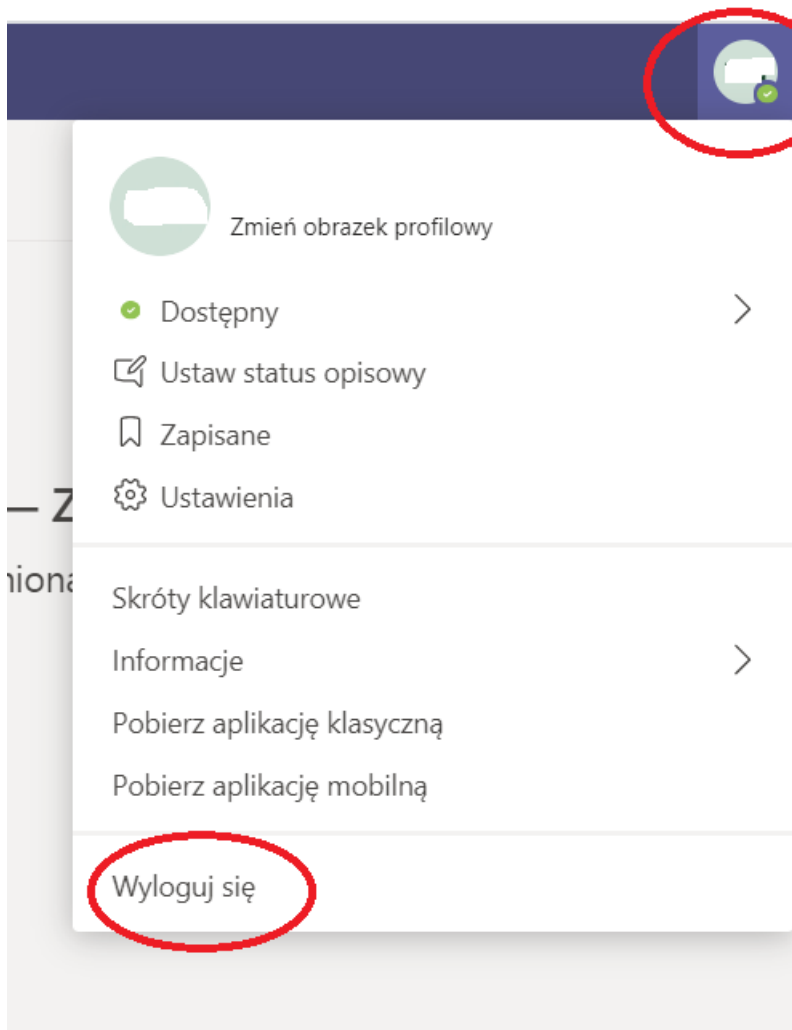 Zmień obrazek profilowy
Dostępny
Ustaw status opisowy
Zapisane
— Z
Ustawienia
Skróty klawiaturowe
Informacje
Pobierz aplikację klasyczną
Pobierz aplikację mobilną
Wyloguj się